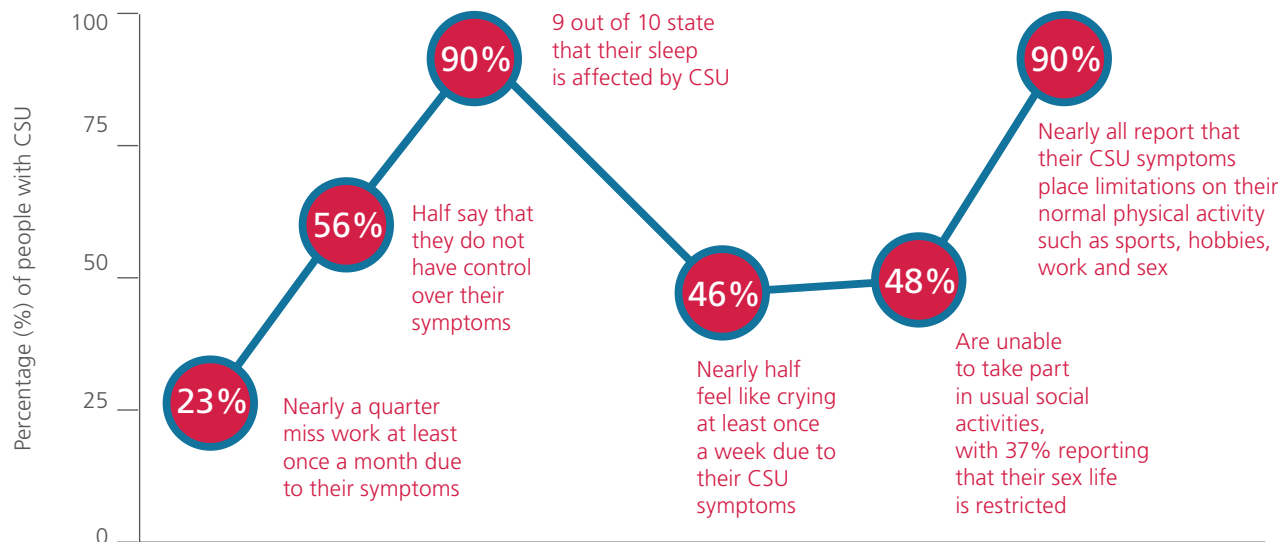 Percentage (%) of people with CSU
100
75
50
25
0
23%
Nearly a quarter
miss work at least
once a month due
to their symptoms
56%
Half say that
they do not
have control
over their
symptoms
90%
9 out of 10 state
that their sleep
is affected by CSU
46%
Nearly half
feel like crying
at least once
a week due to
their CSU
symptoms
48%
Are unable
to take part
in usual social
activities,
with 37% reporting
that their sex life
is restricted
90%
Nearly all report that
their CSU symptoms
place limitations on their
normal physical activity
such as sports, hobbies,
work and sex